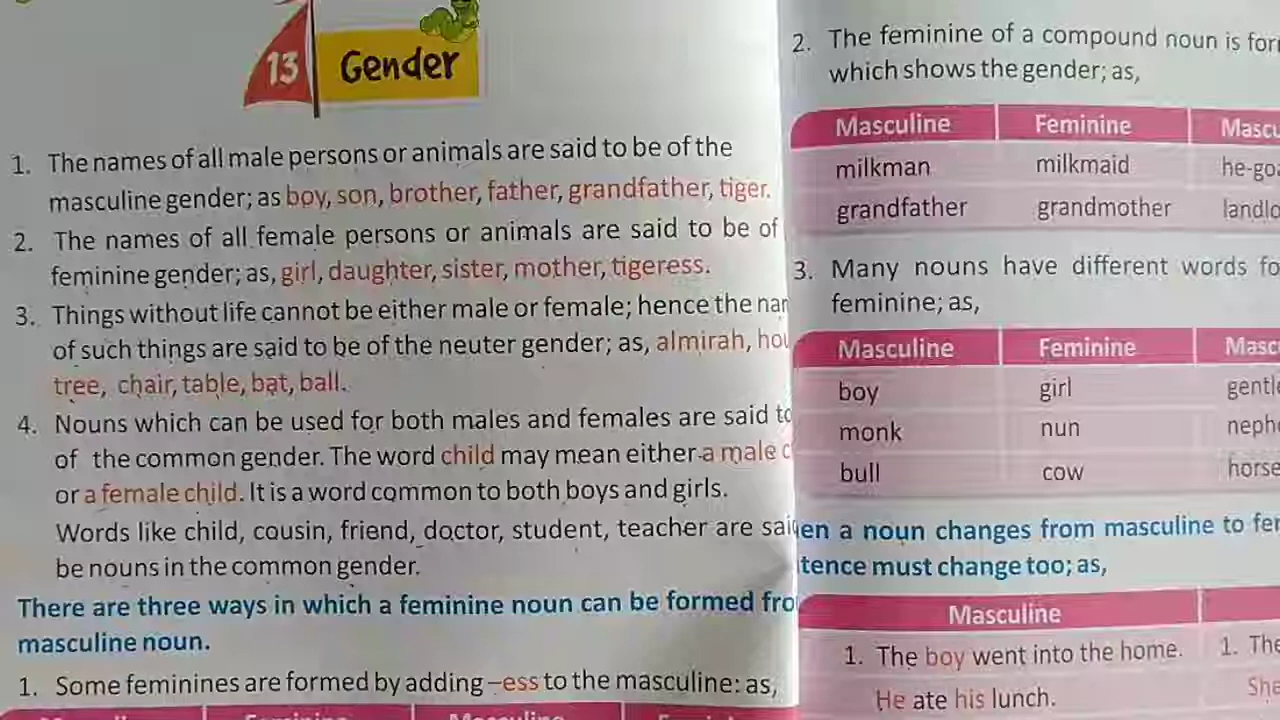 13
Gender
1. The names of all male persons or animals are said to be of the
masculine gender; as boy, son, brother, father, grandfather, tiger.
2. The names of all female persons or animals are said to be of
feminine gender; as, girl, daughter, sister, mother, tigeress.
3. Things without life cannot be either male or female; hence the
of such things are said to be of the neuter gender; as, almirah,
tree, chair, table, bat, ball.
4. Nouns which can be used for both males and females are said
of the common gender. The word child may mean either a male
or a female child. It is a word common to both boys and girls.
Words like child, cousin, friend, doctor, student, teacher are
be nouns in the common gender.
There are three ways in which a feminine noun can be formed
masculine noun.
1. Some feminines are formed by adding –ess to the masculine: as,
2. The feminine of a compound noun is
which shows the gender; as,
Masculine Feminine
milkman milkmaid
grandfather grandmother
3. Many nouns have different words
feminine; as,
Masculine Feminine
boy girl
monk nun
bull cow horse
a noun changes from masculine to
must change too; as,
Masculine
1. The boy went into the home. 1. The
He ate his lunch. She